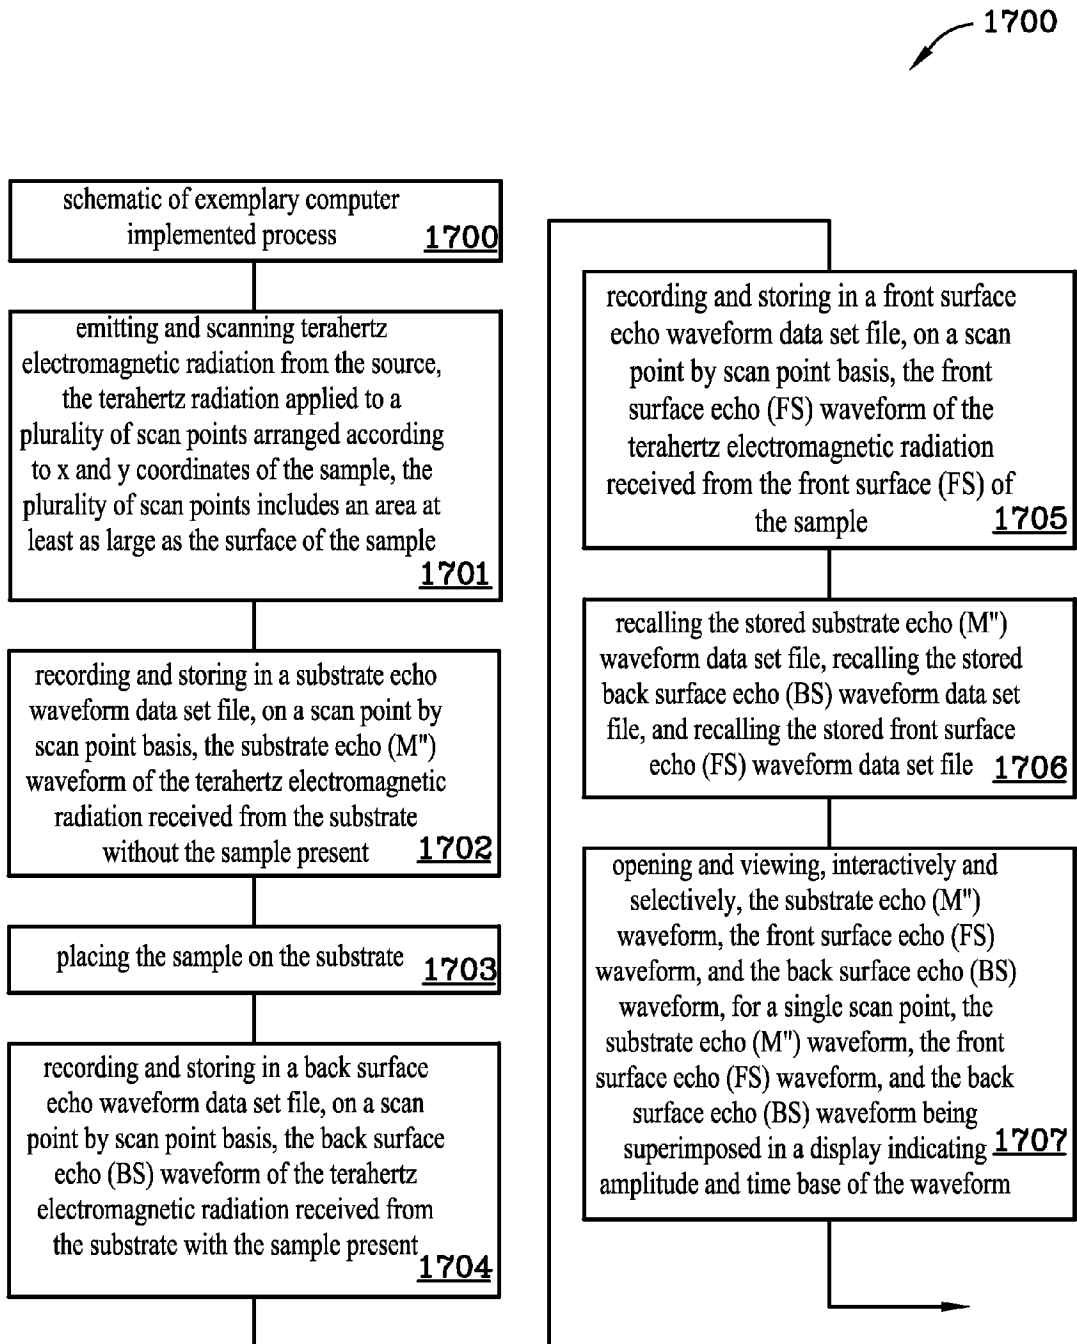 1700
schematic of exemplary computer
implemented process 1700
emitting and scanning terahertz
electromagnetic radiation from the source,
the terahertz radiation applied to a
plurality of scan points arranged according
to x and y coordinates of the sample, the
plurality of scan points includes an area at
least as large as the surface of the sample
1701
recording and storing in a substrate echo
waveform data set file, on a scan point by
scan point basis, the substrate echo (M")
waveform of the terahertz electromagnetic
radiation received from the substrate
without the sample present 1702
placing the sample on the substrate 1703
recording and storing in a back surface
echo waveform data set file, on a scan
point by scan point basis, the back surface
echo (BS) waveform of the terahertz
electromagnetic radiation received from
the substrate with the sample present
1704
recording and storing in a front surface
echo waveform data set file, on a scan
point by scan point basis, the front
surface echo (FS) waveform of the
terahertz electromagnetic radiation
received from the front surface (FS) of
the sample 1705
recalling the stored substrate echo (M")
waveform data set file, recalling the stored
back surface echo (BS) waveform data set
file, and recalling the stored front surface
echo (FS) waveform data set file 1706
opening and viewing, interactively and
selectively, the substrate echo (M")
waveform, the front surface echo (FS)
waveform, and the back surface echo (BS)
waveform, for a single scan point, the
substrate echo (M") waveform, the front
surface echo (FS) waveform, and the back
surface echo (BS) waveform being
superimposed in a display indicating 1707
amplitude and time base of the waveform